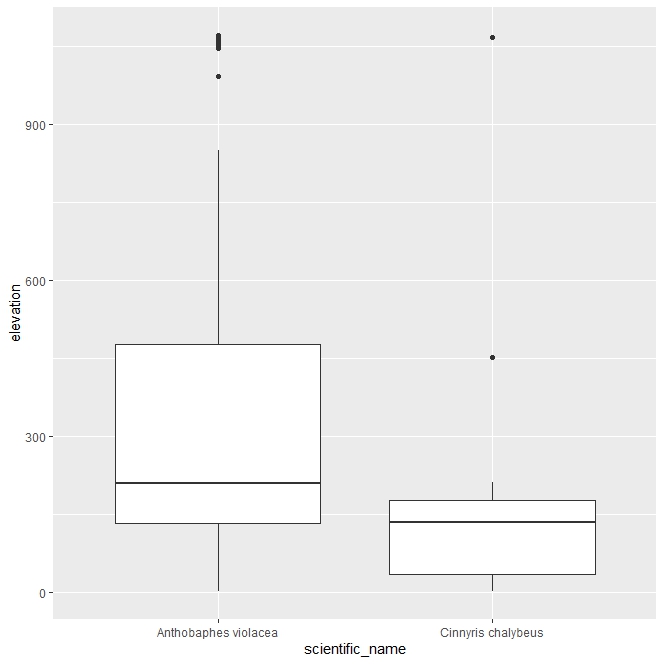 elevation
900
600
300
0
Anthobaphes violacea
Cinnyris chalybeus
scientific_name